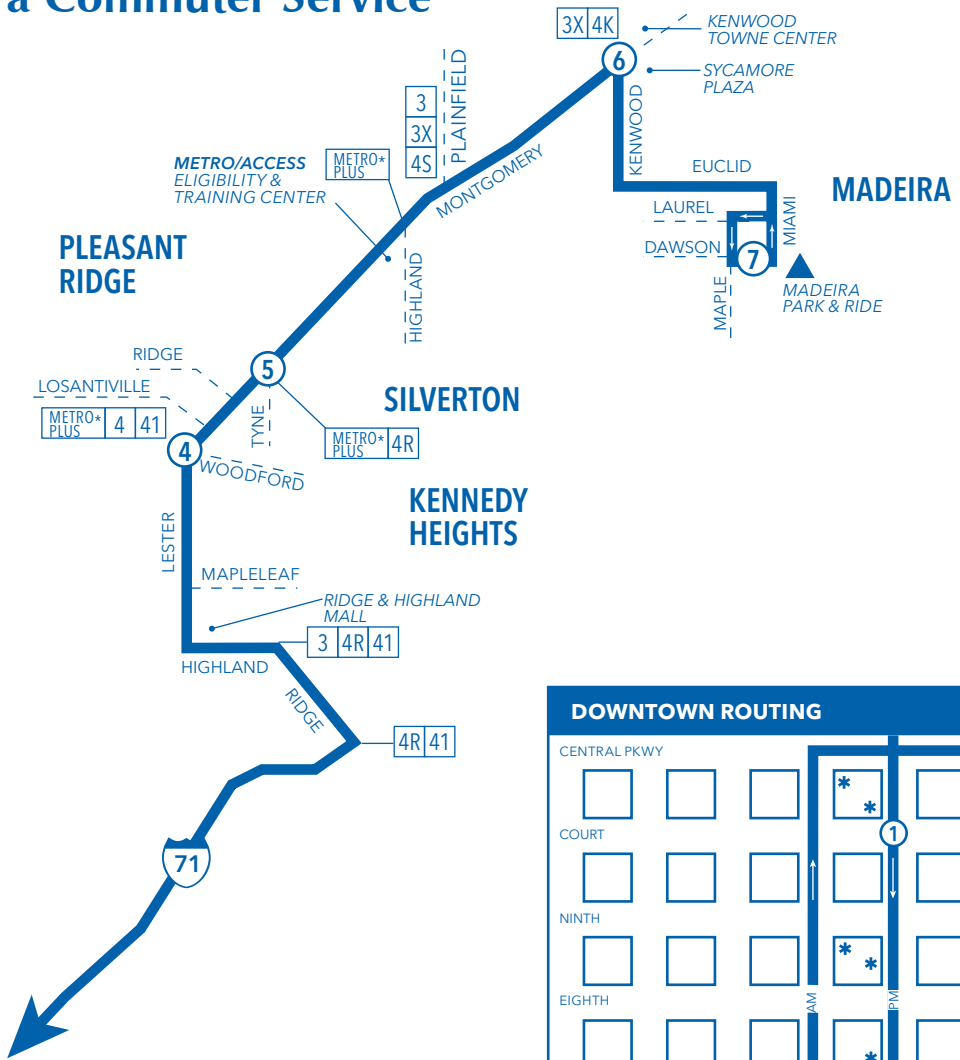 a Commuter Service
3X 4K
KENWOOD
TOWNE CENTER
6
SYCAMORE
PLAZA
PLAINFIELD
3
3X
4S
KENWOOD
METRO*
PLUS
METRO/ACCESS
ELIGIBILITY &
TRAINING CENTER
MONTGOMERY
EUCLID
MADEIRA
LAUREL
MIAMI
DAWSON
7
MAPLE
MADEIRA
PARK & RIDE
PLEASANT
RIDGE
HIGHLAND
RIDGE
5
LOSANTIVILLE
SILVERTON
METRO*
PLUS
4 41
TYNE
METRO*
PLUS
4R
4
WOODFORD
KENNEDY
HEIGHTS
LESTER
MAPLELEAF
RIDGE & HIGHLAND
MALL
3 4R 41
HIGHLAND
RIDGE
4R 41
71
DOWNTOWN ROUTING
CENTRAL PKWY
* *
COURT
1
NINTH
* *
EIGHTH
AM
PM
*